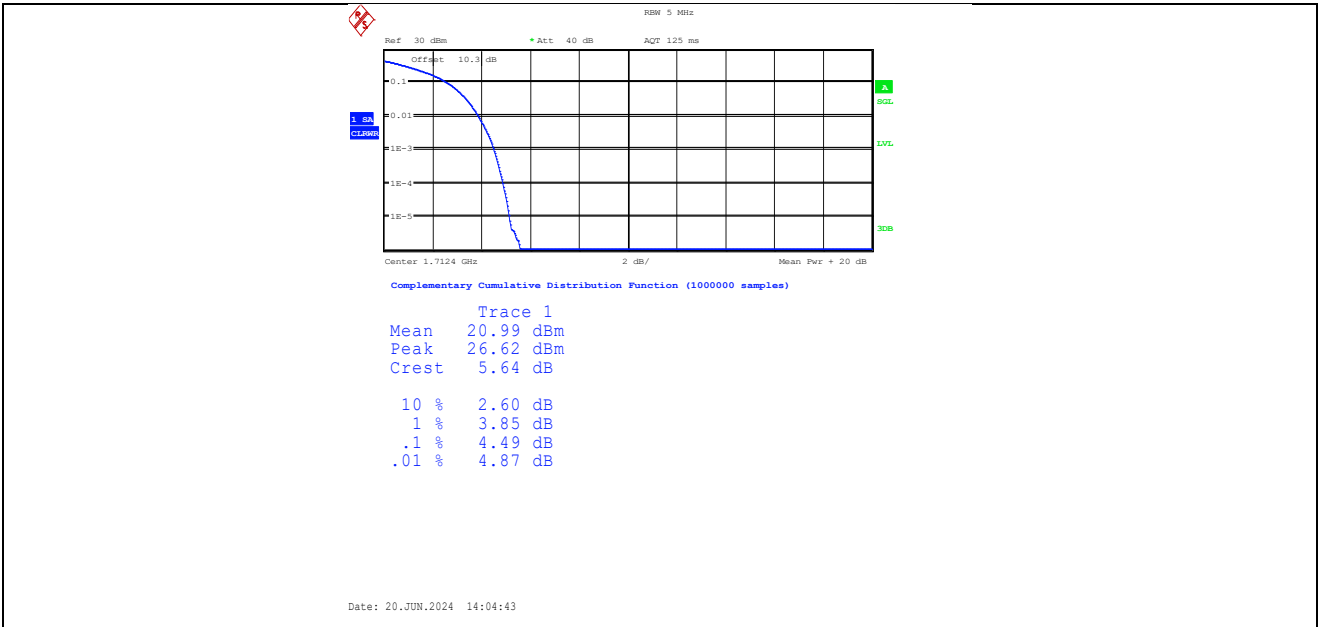 RBW 5 MHz
Ref 30 dBm * Att 40 dB AQT 125 ms
Offset 10.3 dB
0.1
A
SGL
0.01
1 SA
CLRWR
1E-3
LVL
1E-4
1E-5
3DB
Center 1.7124 GHz 2 dB/ Mean Pwr + 20 dB
Complementary Cumulative Distribution Function (1000000 samples)
Trace 1
Mean 20.99 dBm
Peak 26.62 dBm
Crest 5.64 dB
10 % 2.60 dB
1 % 3.85 dB
.1 % 4.49 dB
.01 % 4.87 dB
Date: 20.JUN.2024 14:04:43